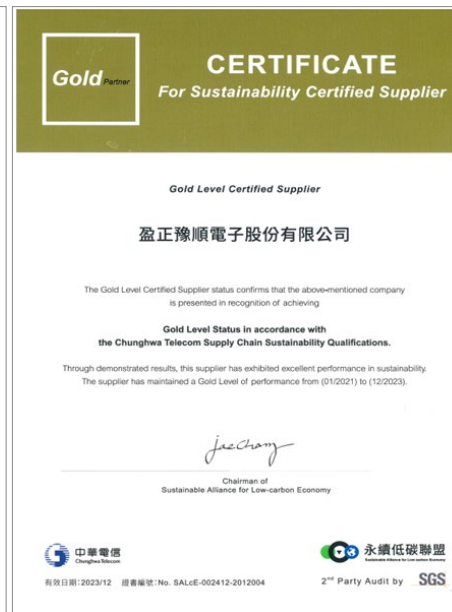 Gold Partner
CERTIFICATE
For Sustainability Certified Supplier
Gold Level Certified Supplier
盈正豫順電子股份有限公司
The Gold Level Certified Supplier status confirms that the above-mentioned company
is presented in recognition of achieving
Gold Level Status in accordance with
the Chunghwa Telecom Supply Chain Sustainability Qualifications.
Through demonstrated results, this supplier has exhibited excellent performance in sustainability.
The supplier has maintained a Gold Level of performance from (01/2021) to (12/2023).
Chairman of
Sustainable Alliance for Low-carbon Economy
中華電信
Chunghwa Telecom
永續低碳聯盟
Sustainable Alliance for Low-carbon Economy
有效日期:2023/12 證書編號:No. SALcE-002412-2012004
2nd Party Audit by SGS